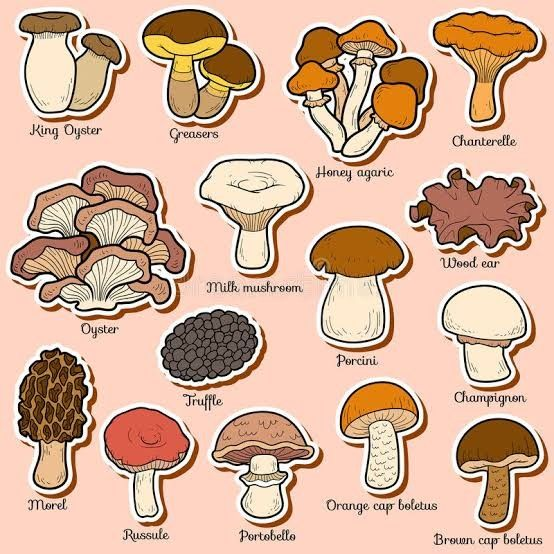 King Oyster
Greasers
Honey agaric
Chanterelle
Oyster
Milk mushroom
Porcini
Wood ear
Truffle
Champignon
Morel
Russule
Portobello
Orange cap boletus
Brown cap boletus